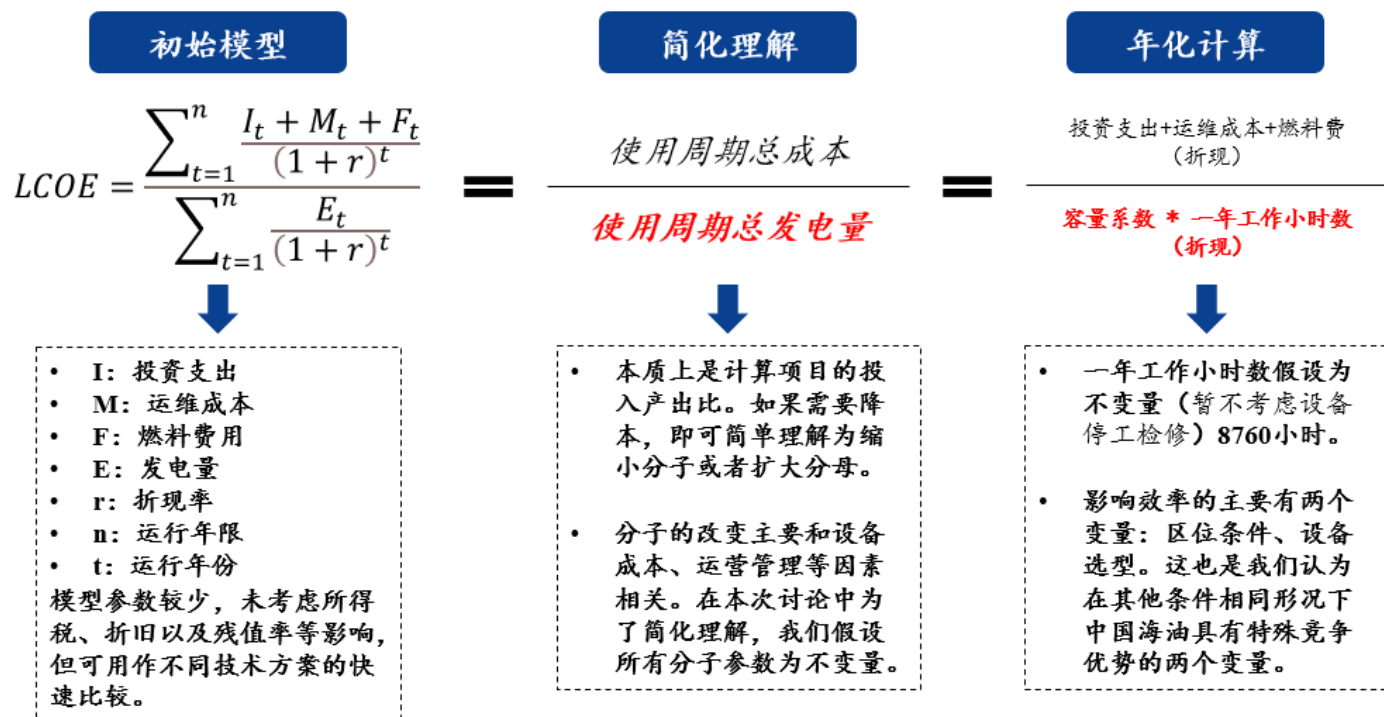 初始模型
LCOE = \frac{\sum_{t=1}^{n} \frac{I_t + M_t + F_t}{(1 + r)^t}}{\sum_{t=1}^{n} \frac{E_t}{(1 + r)^t}}
• I：投资支出
• M：运维成本
• F：燃料费用
• E：发电量
• r：折现率
• n：运行年限
• t：运行年份
模型参数较少，未考虑所得
税、折旧以及残值率等影响，
但可用作不同技术方案的快
速比较。
=
简化理解
使用周期总成本
使用周期总发电量
• 本质上是计算项目的投
入产出比。如果需要降
本，即可简单理解为缩
小分子或者扩大分母。
• 分子的改变主要和设备
成本、运营管理等因素
相关。在本次讨论中为
了简化理解，我们假设
所有分子参数为不变量。
=
年化计算
投资支出+运维成本+燃料费
（折现）
容量系数 * 一年工作小时数
（折现）
• 一年工作小时数假设为
不变量（暂不考虑设备
停工检修）8760小时。
• 影响效率的主要有两个
变量：区位条件、设备
选型。这也是我们认为
在其他条件相同形况下
中国海油具有特殊竞争
优势的两个变量。